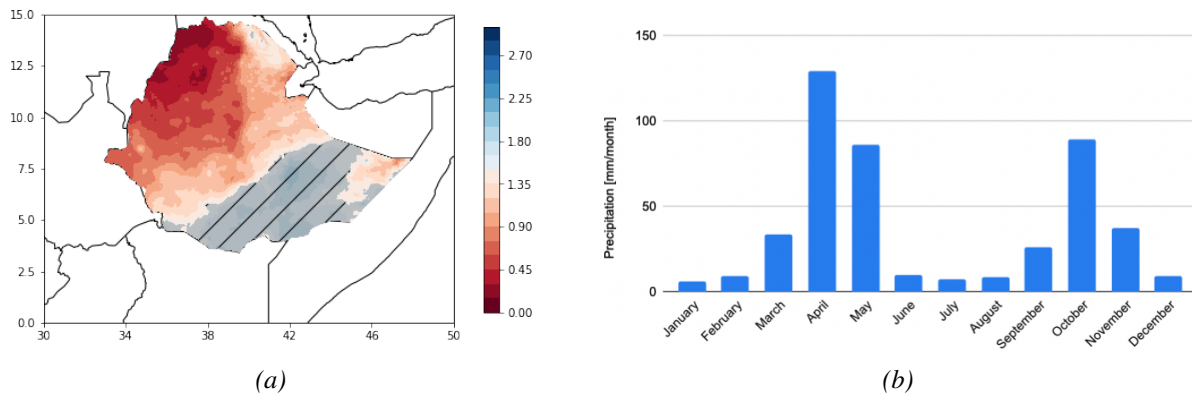 15.0
12.5
10.0
7.5
5.0
2.5
0.0
30
34
38
42
46
50
2.70
2.25
1.80
1.35
0.90
0.45
0.00
(a)
Precipitation [mm/month]
150
100
50
0
January
February
March
April
May
June
July
August
September
October
November
December
(b)